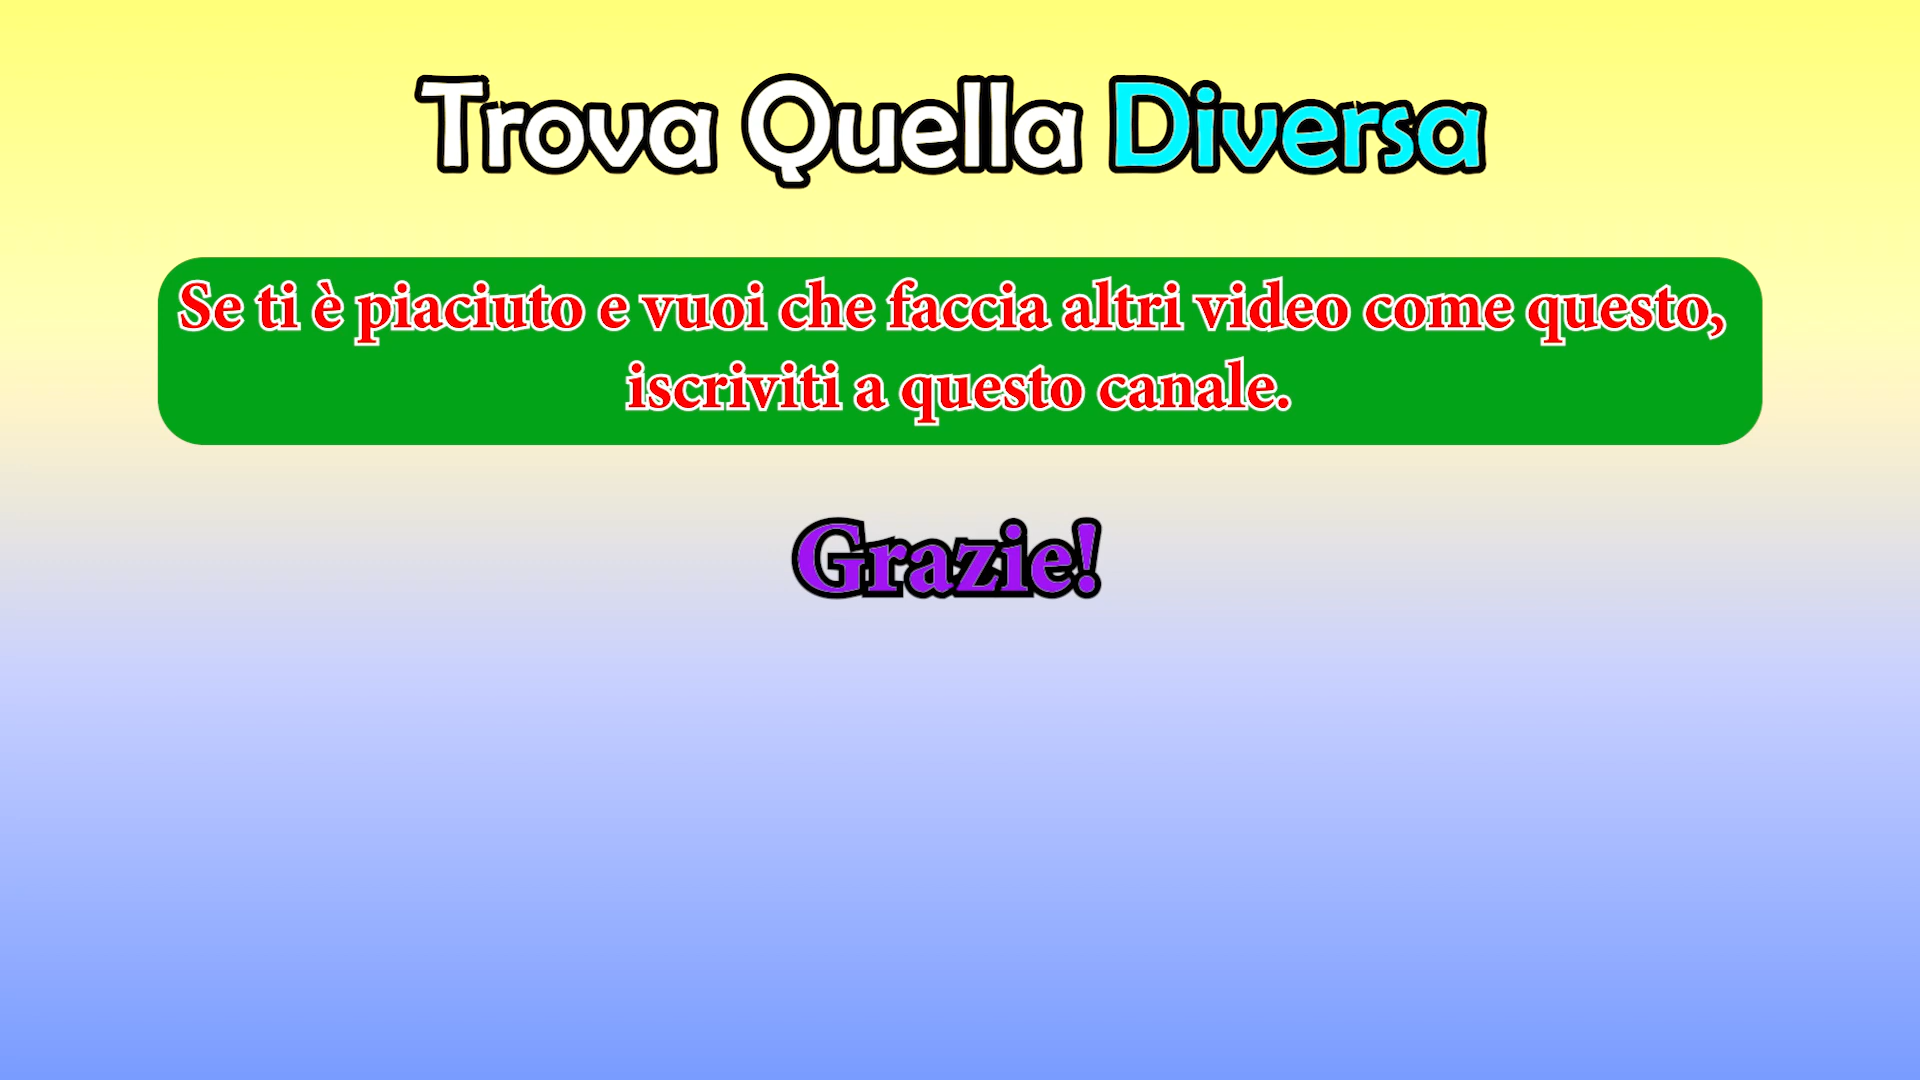 Trova Quella Diversa
Se ti è piaciuto e vuoi che faccia altri video come questo,
iscriviti a questo canale.
Grazie!